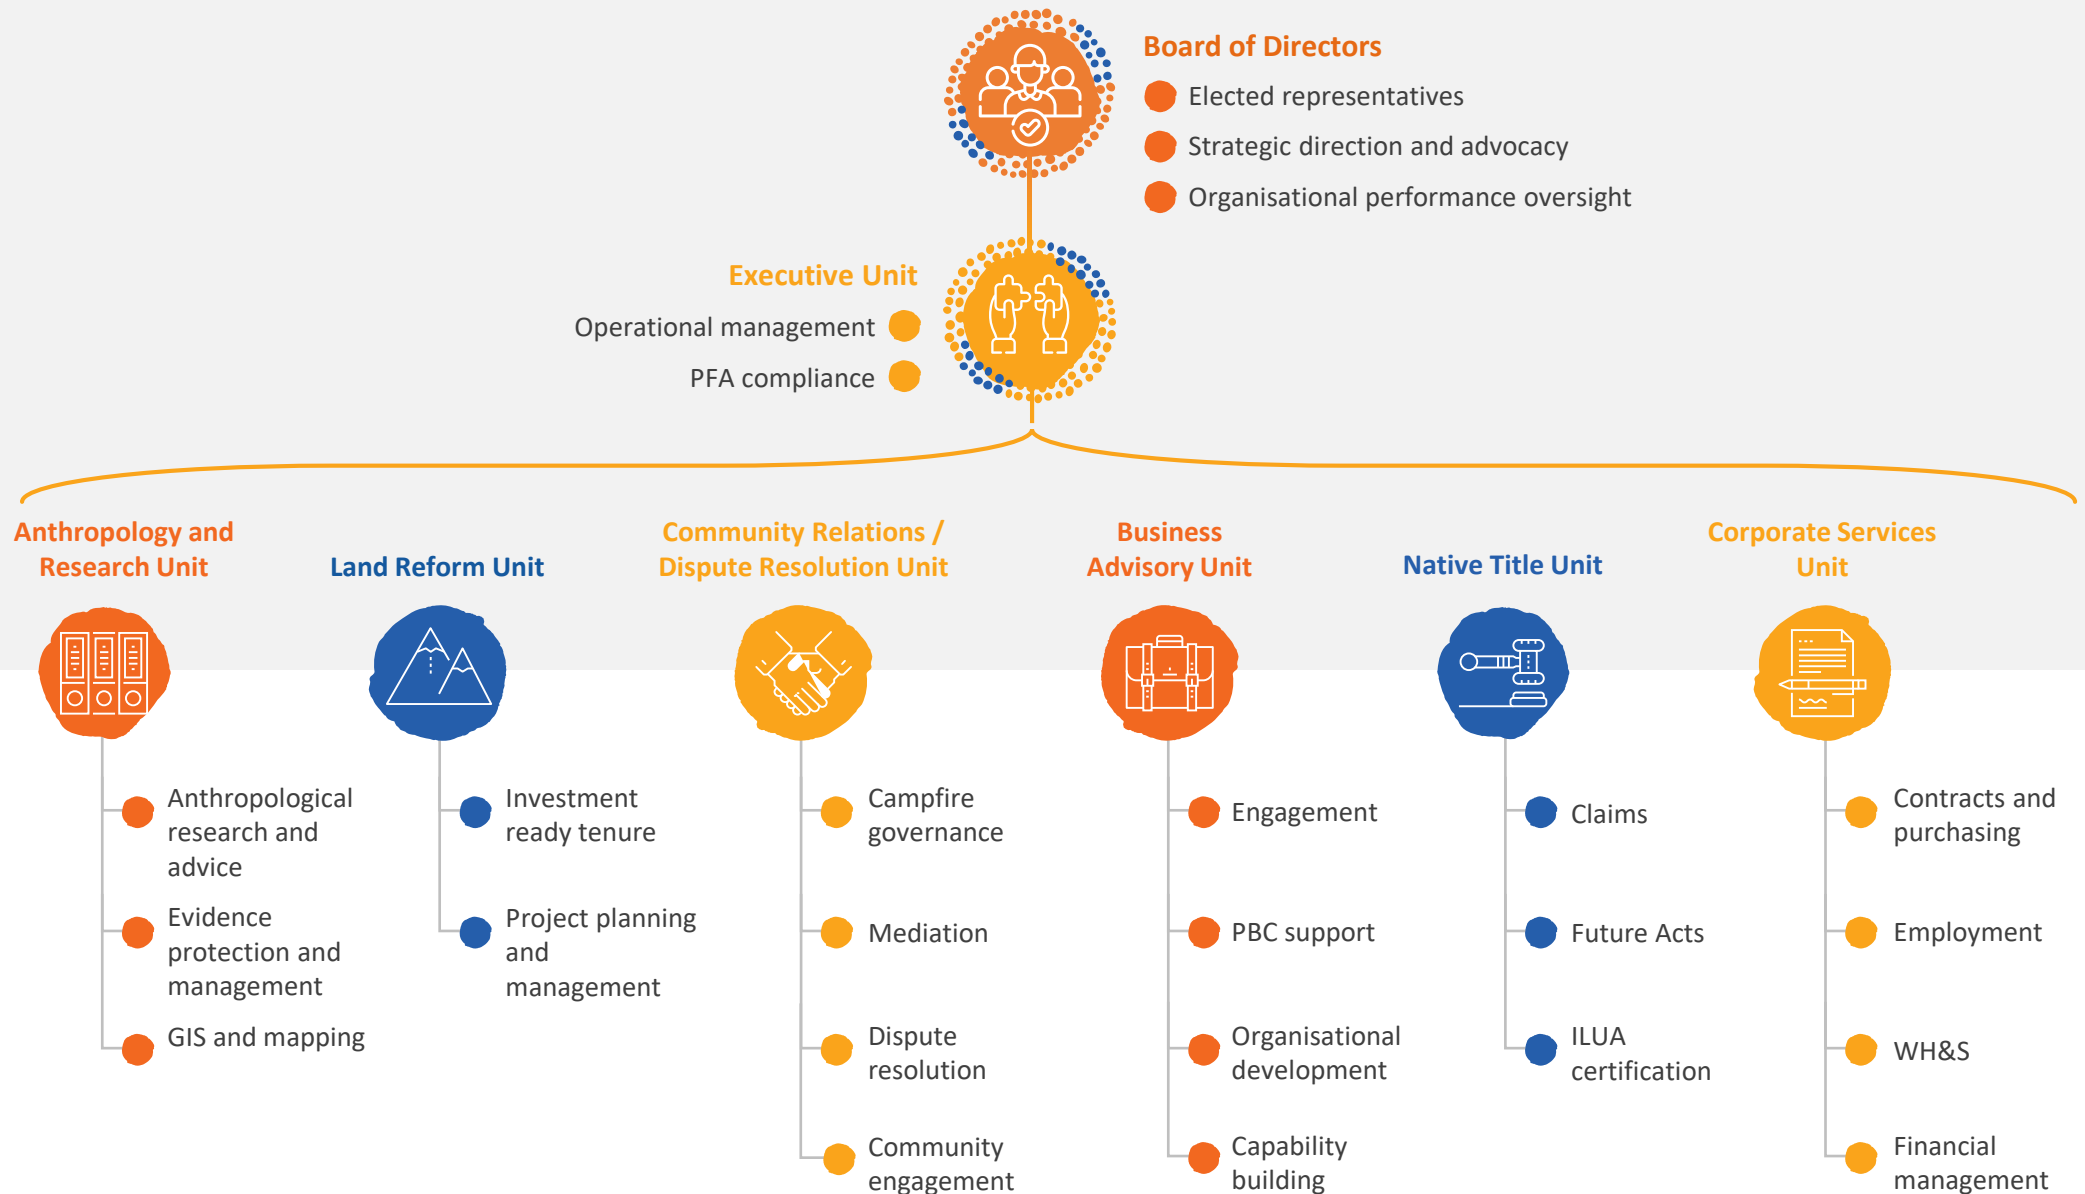 Board of Directors
Elected representatives
Strategic direction and advocacy
Organisational performance oversight
Executive Unit
Operational management
PFA compliance
Anthropology and
Research Unit
Land Reform Unit
Community Relations /
Dispute Resolution Unit
Business
Advisory Unit
Native Title Unit
Corporate Services
Unit
Anthropological
research and
advice
Evidence
protection and
management
GIS and mapping
Investment
ready tenure
Project planning
and
management
Campfire
governance
Mediation
Dispute
resolution
Community
engagement
Engagement
PBC support
Organisational
development
Capability
building
Claims
Future Acts
ILUA
certification
Contracts and
purchasing
Employment
WH&S
Financial
management